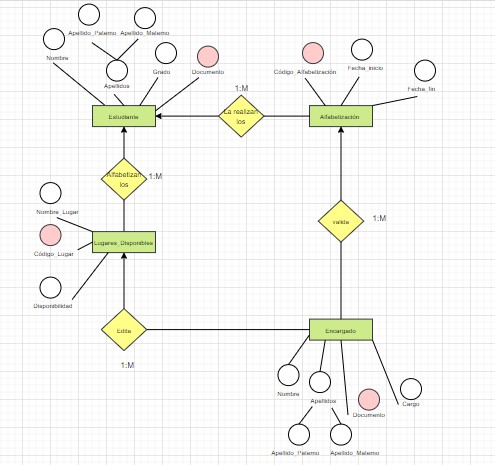 Apellido_Paterno
Apellido_Materno
Nombre
Apellidos
Grado
Documento
Código_Alfabetización
Fecha_inicio
Fecha_fin
Estudiante
1:M
La realizan
los
Alfabetización
Alfabetizan
los
1:M
Nombre_Lugar
Código_Lugar
Disponibilidad
Lugares_Disponibles
valida
1:M
Edita
1:M
Encargado
Nombre
Apellidos
Documento
Cargo
Apellido_Paterno
Apellido_Materno